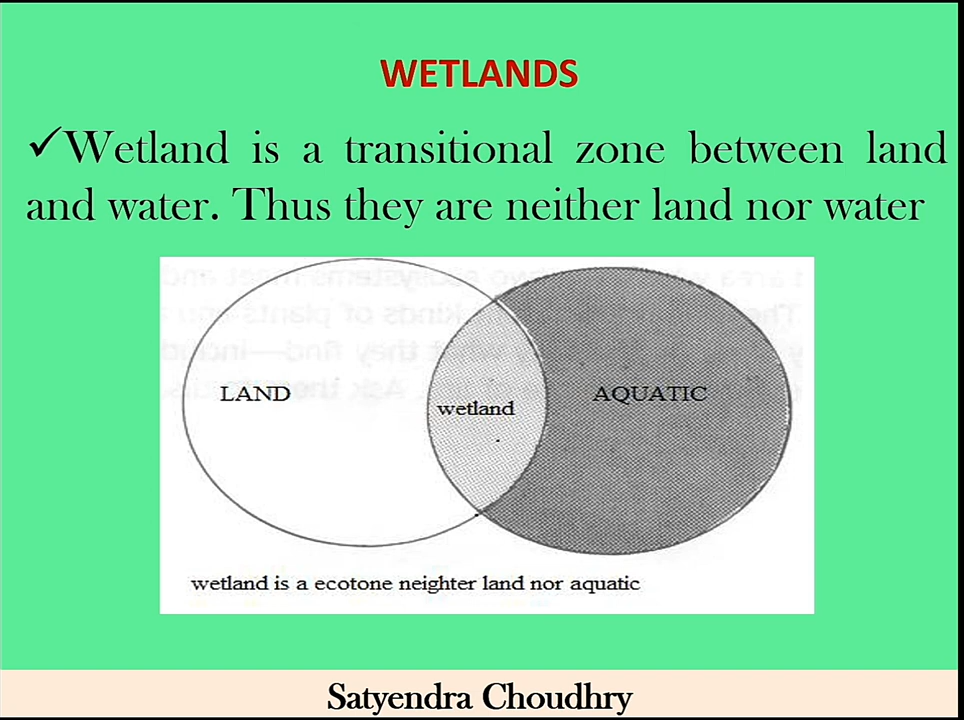 WETLANDS
✓Wetland is a transitional zone between land
and water. Thus they are neither land nor water
LAND
wetland
AQUATIC
wetland is a ecotone neighter land nor aquatic
Satyendra Choudhry